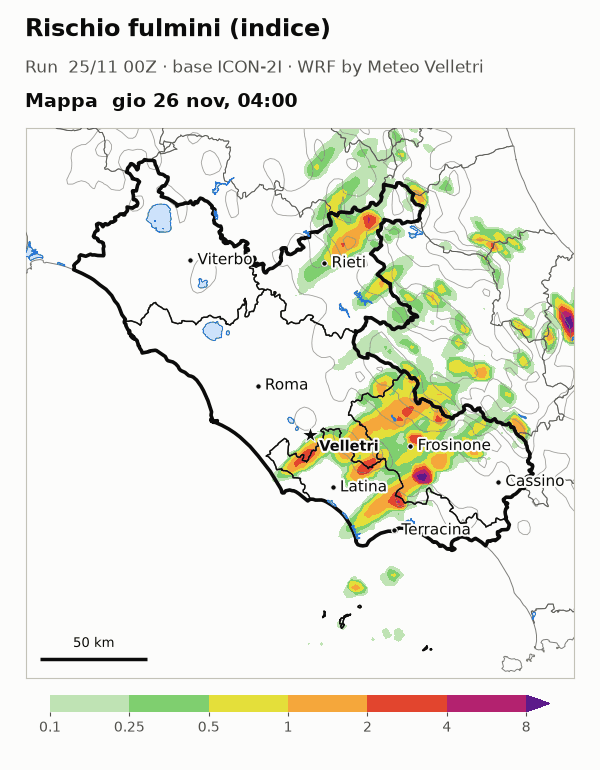 Rischio fulmini (indice)
Run  25/11 00Z · base ICON-2I · WRF by Meteo Velletri
Mappa  gio 26 nov, 04:00
Viterbo
Rieti
Roma
Velletri
Frosinone
Latina
Cassino
Terracina
50 km
0.1 0.25 0.5 1 2 4 8